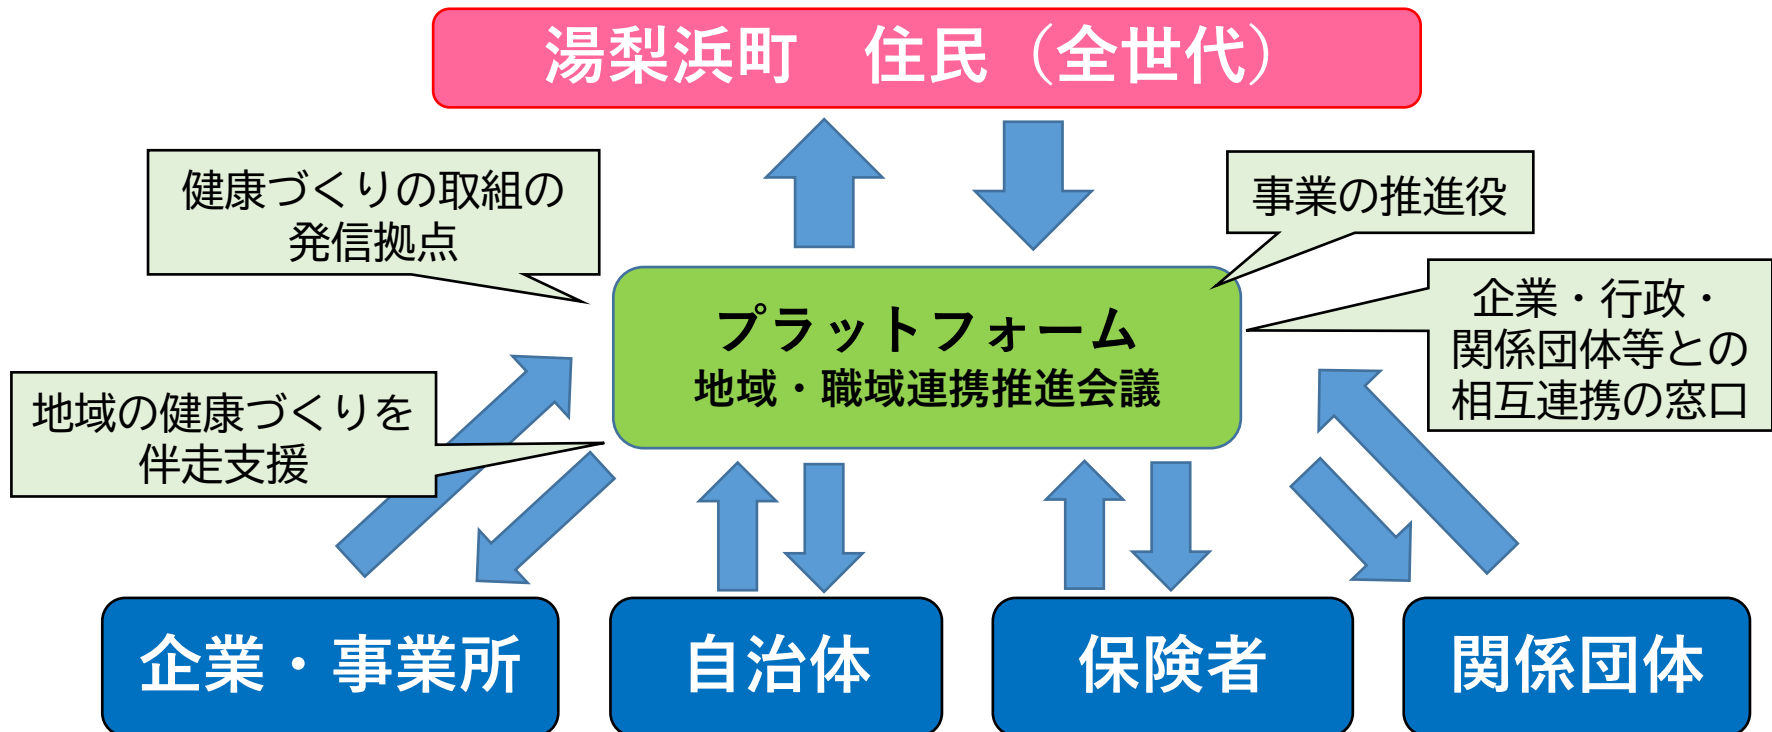 湯梨浜町　住民（全世代）
健康づくりの取組の
発信拠点
事業の推進役
企業・行政・
関係団体等との
相互連携の窓口
プラットフォーム
地域・職域連携推進会議
地域の健康づくりを
伴走支援
企業・事業所
自治体
保険者
関係団体